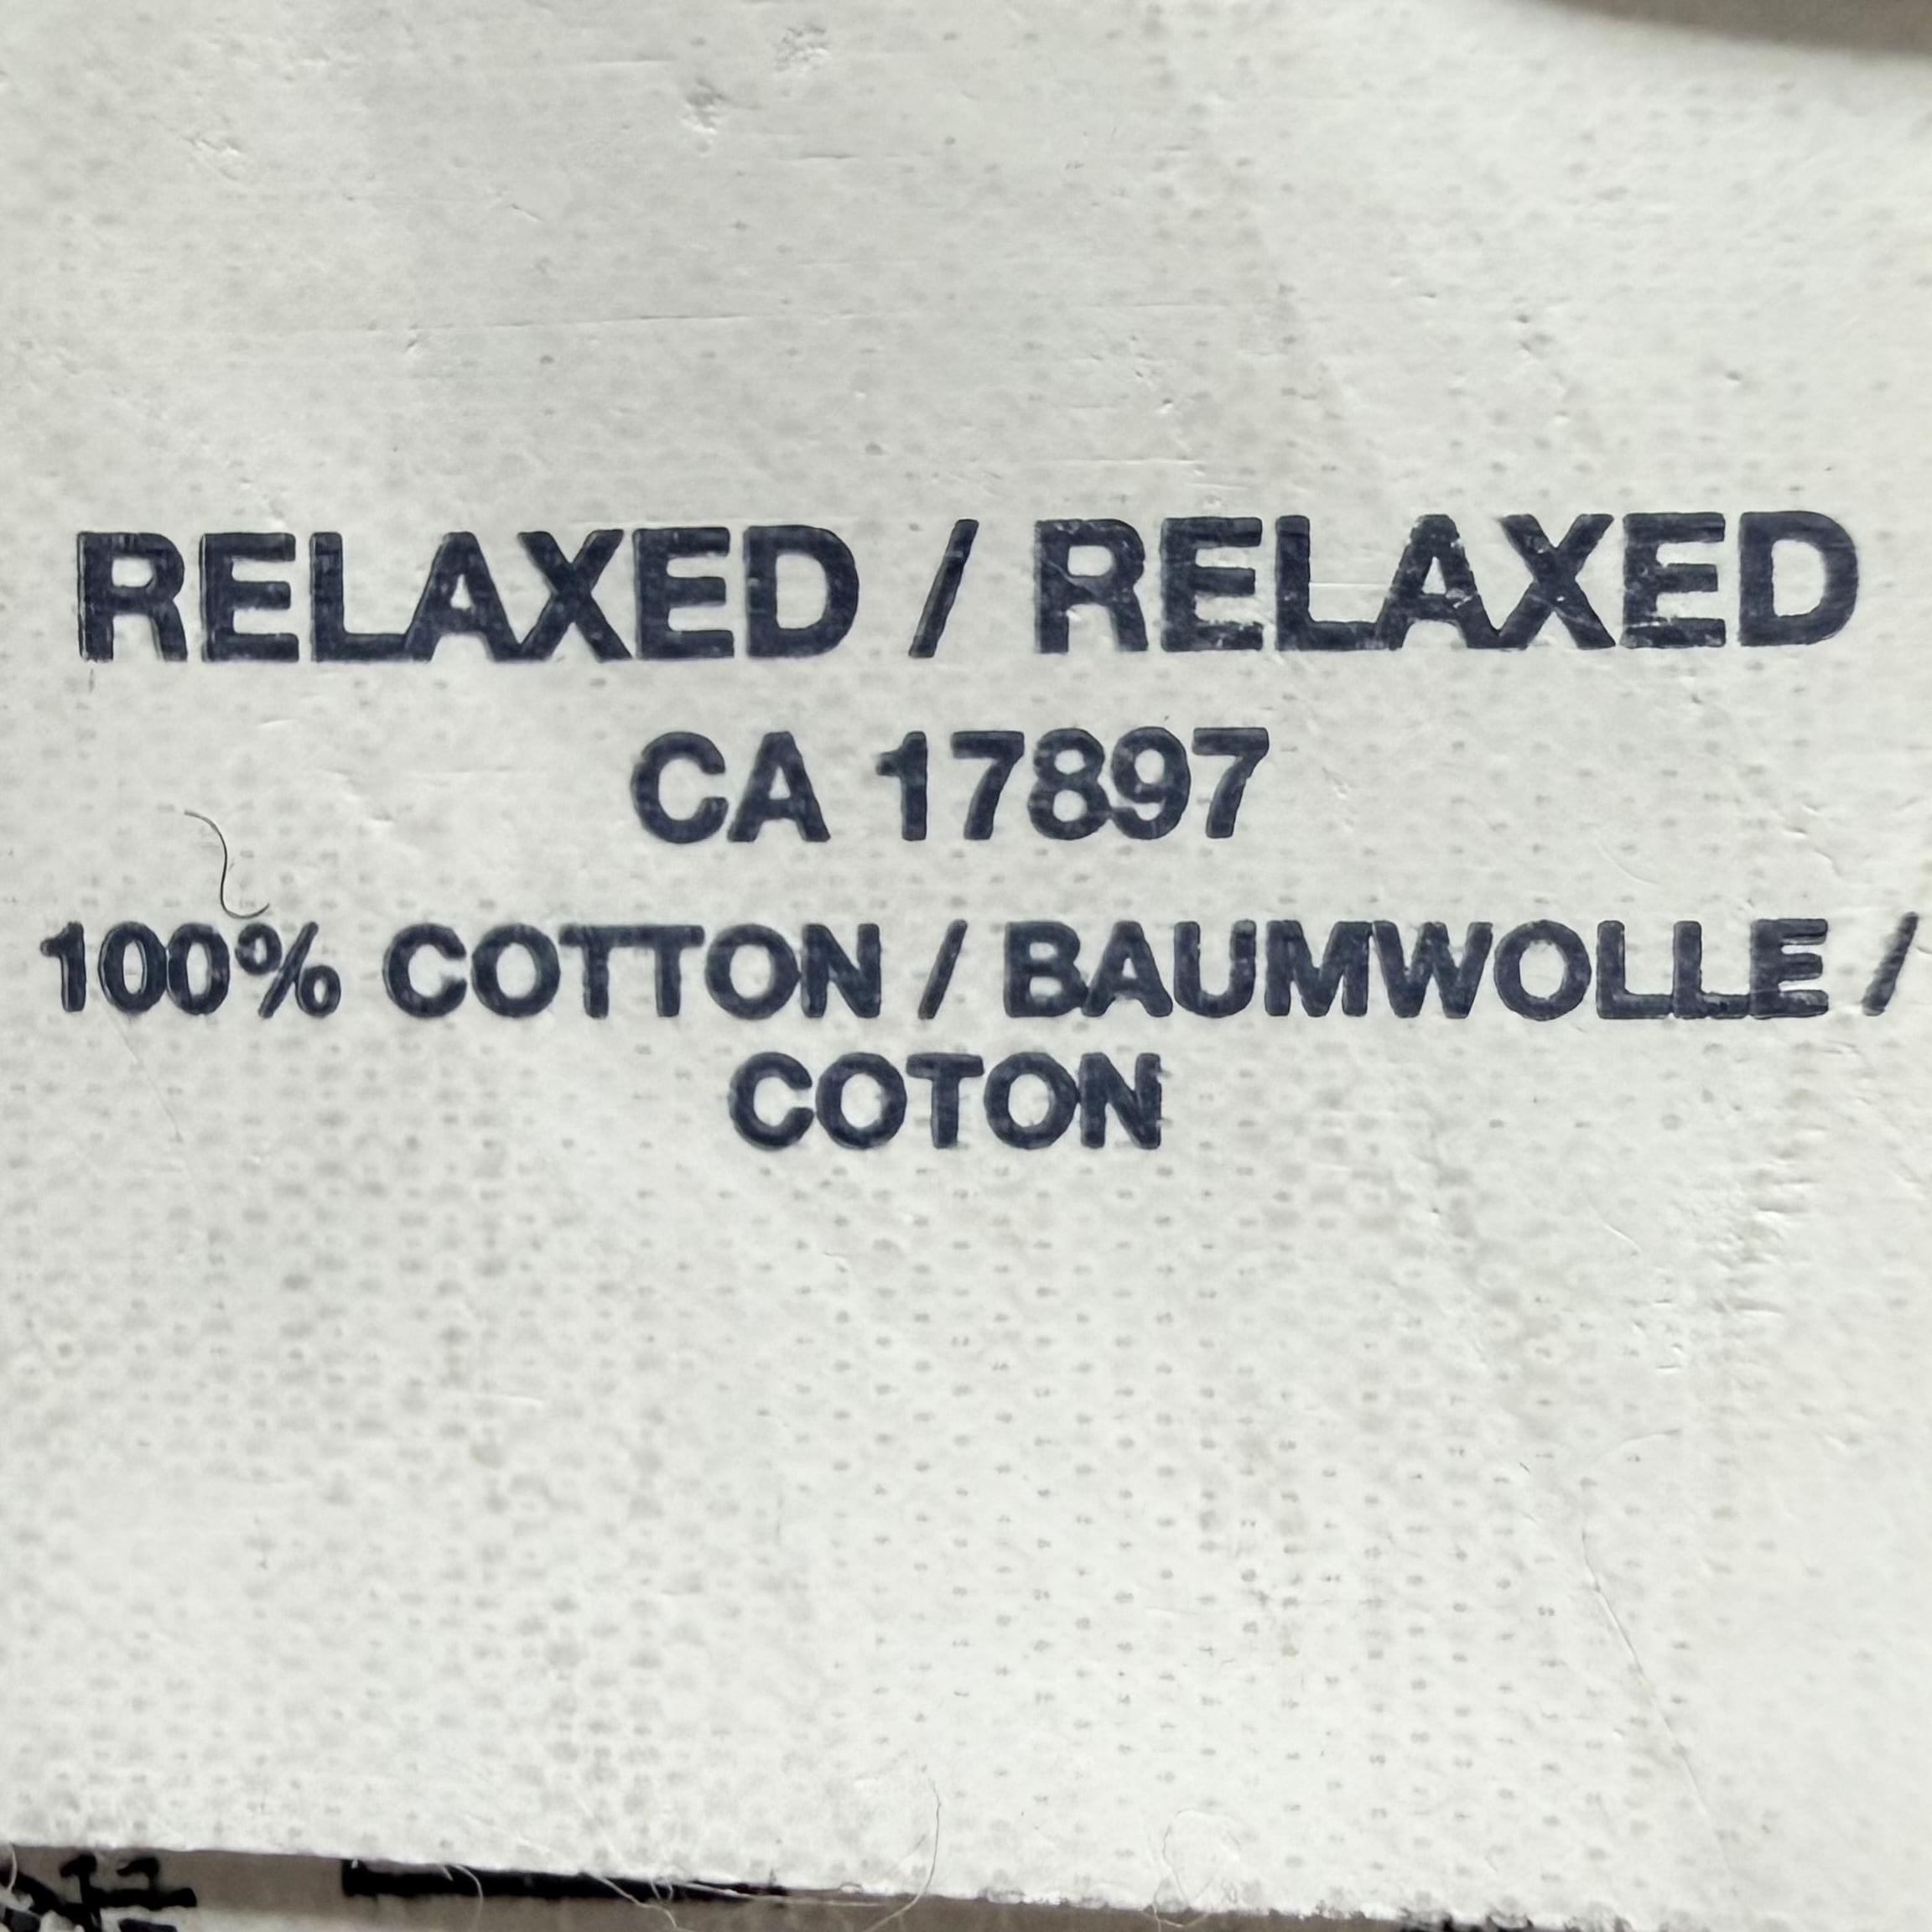 RELAXED / RELAXED
CA 17897
100% COTTON / BAUMWOLLE /
COTON